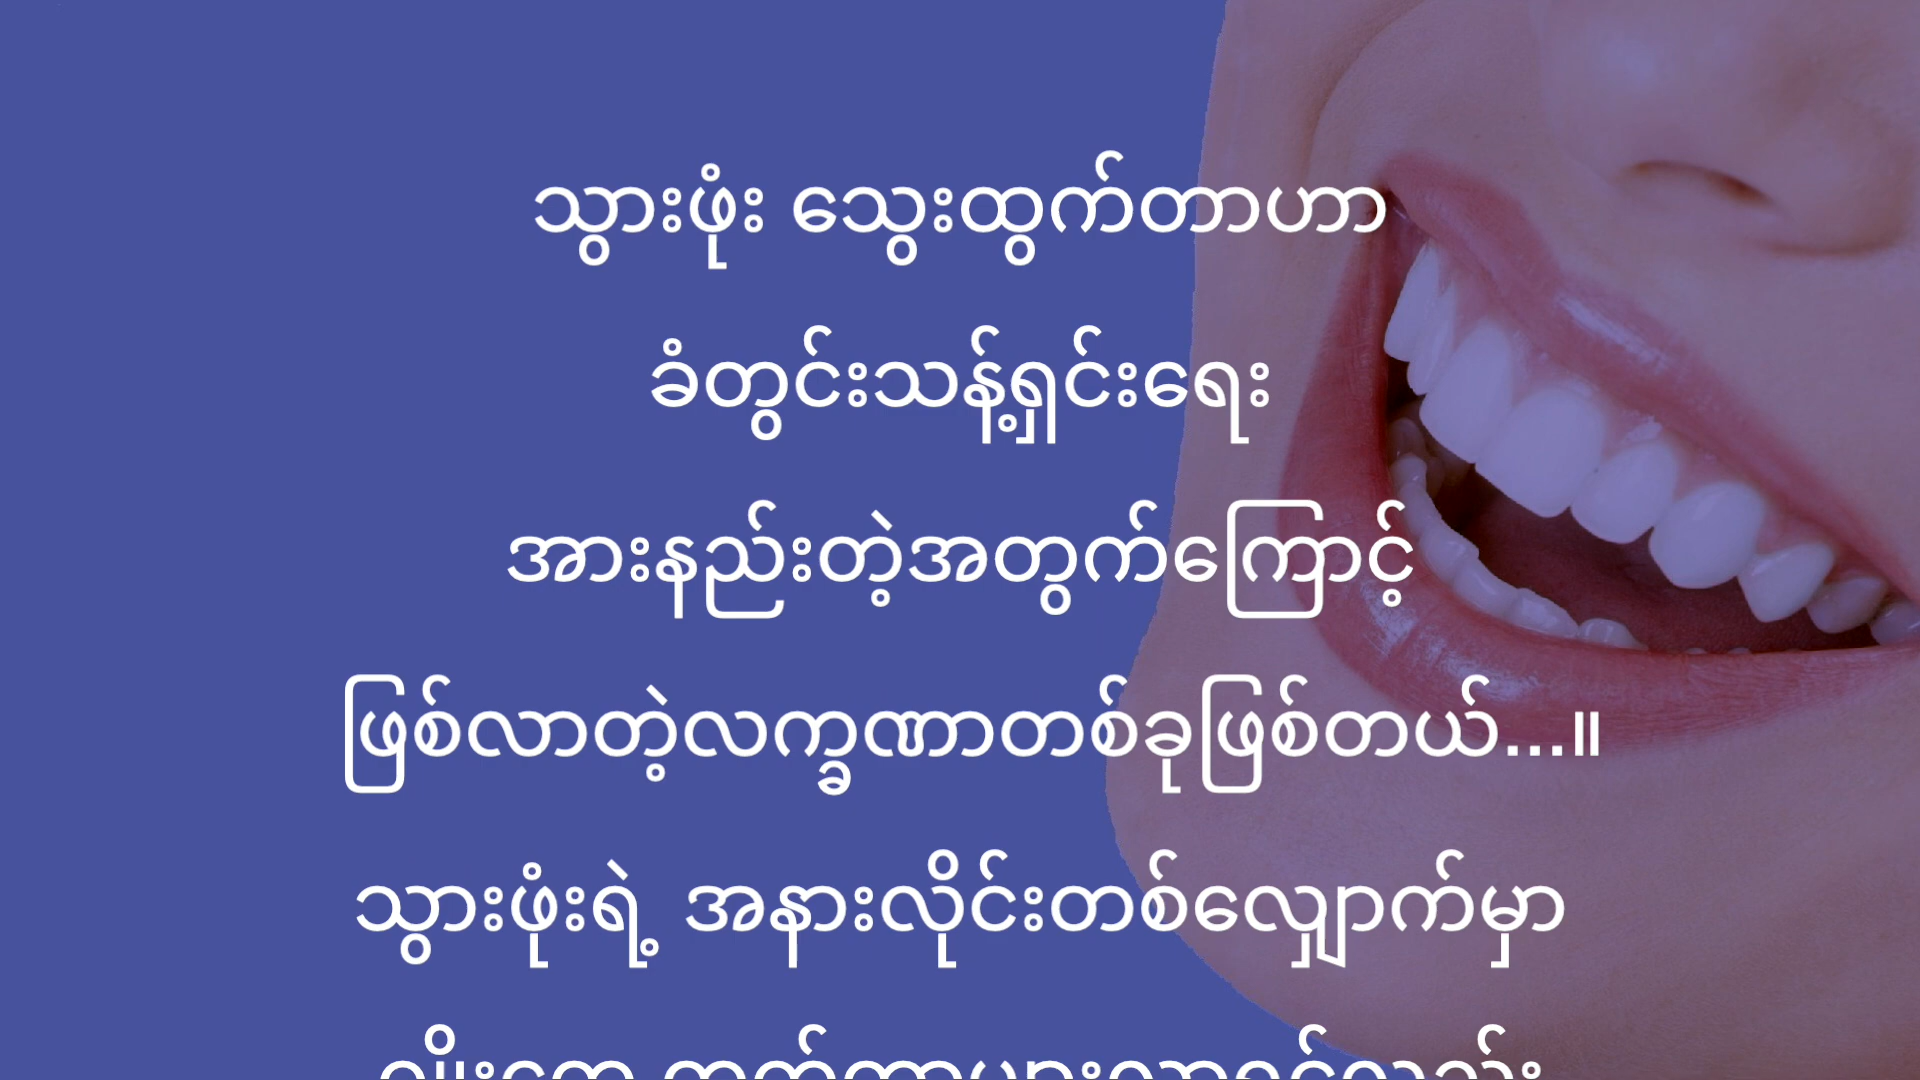 သွားဖုံး သွေးထွက်တာဟာ
ခံတွင်းသန့်ရှင်းရေး
အားနည်းတဲ့အတွက်ကြောင့်
ဖြစ်လာတဲ့လက္ခဏာတစ်ခုဖြစ်တယ်...။
သွားဖုံးရဲ့ အနားလိုင်းတစ်လျှောက်မှာ